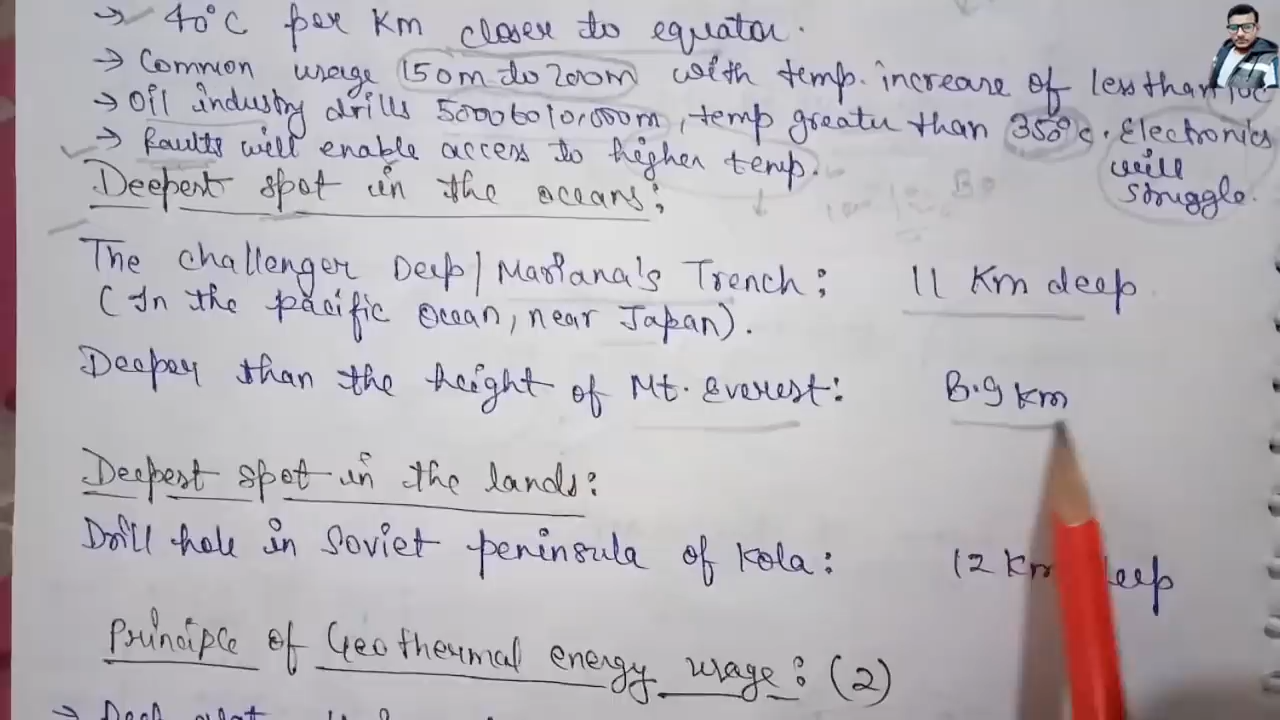 → 40°C per Km closer to equator.
→ Common usage 150m to 200m with temp. increase of less than 10c
→ Oil industry drills 5000 to 10,000m, temp greater than 350°c. Electronics will struggle.
→ Faults will enable access to higher temp.
Deepest spot in the oceans:
The challenger Deep/Mariana's Trench: 11 Km deep
(In the pacific Ocean, near Japan).
Deeper than the height of Mt. Everest: 8.9 Km
Deepest spot in the lands:
Drill hole in Soviet peninsula of Kola: 12 Km deep
Principle of Geothermal energy usage: (2)